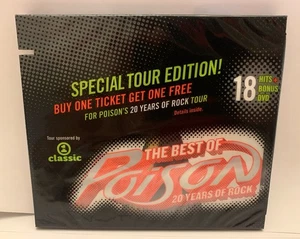 SPECIAL TOUR EDITION!
BUY ONE TICKET GET ONE FREE
FOR POISON'S 20 YEARS OF ROCK TOUR
Details inside.
18 HITS +
BONUS
DVD
Tour sponsored by
1
classic
THE BEST OF
POISON
20 YEARS OF ROCK